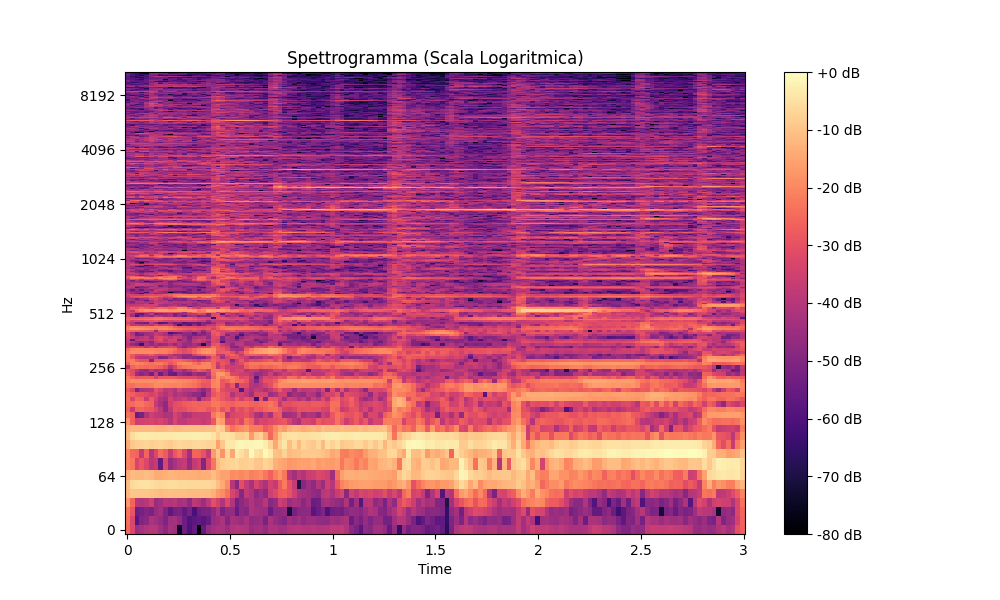 Spettrogramma (Scala Logaritmica)
8192
4096
2048
1024
512
256
128
64
0
Hz
0
0.5
1
1.5
2
2.5
3
Time
+0 dB
-10 dB
-20 dB
-30 dB
-40 dB
-50 dB
-60 dB
-70 dB
-80 dB